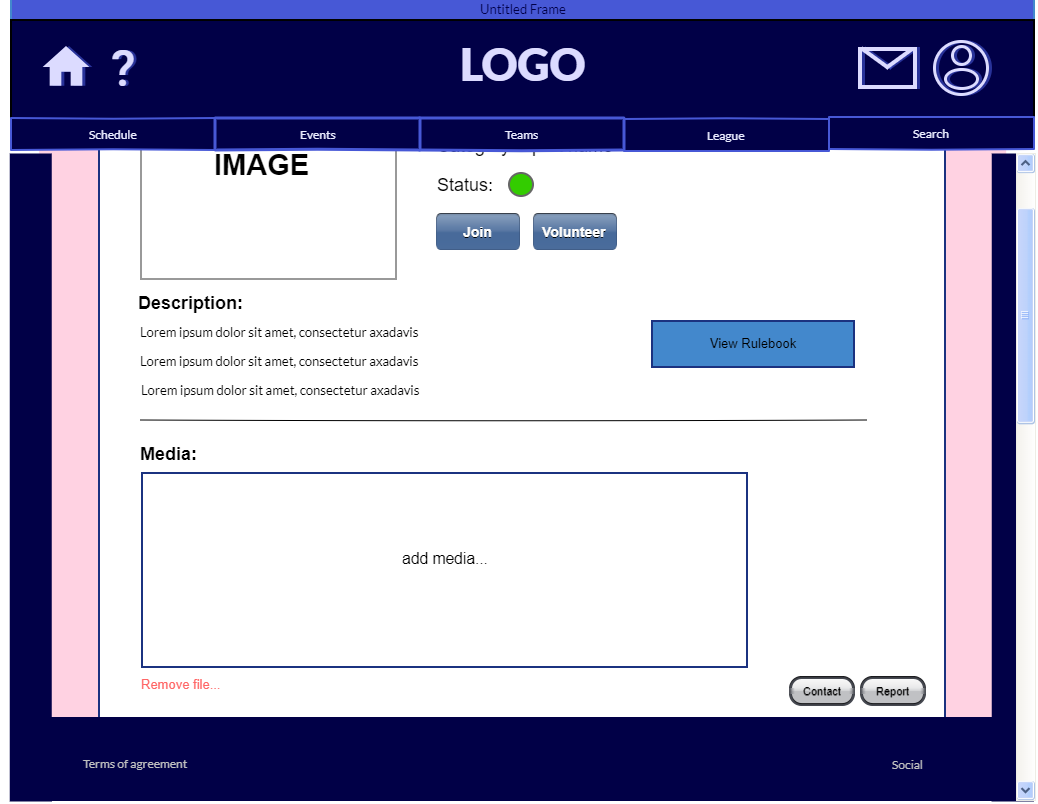 Untitled Frame
?
LOGO
Schedule
Events
Teams
League
Search
IMAGE
Status:
Join
Volunteer
Description:
Lorem ipsum dolor sit amet, consectetur axadavis
Lorem ipsum dolor sit amet, consectetur axadavis
Lorem ipsum dolor sit amet, consectetur axadavis
View Rulebook
Media:
add media...
Remove file...
Contact
Report
Terms of agreement
Social